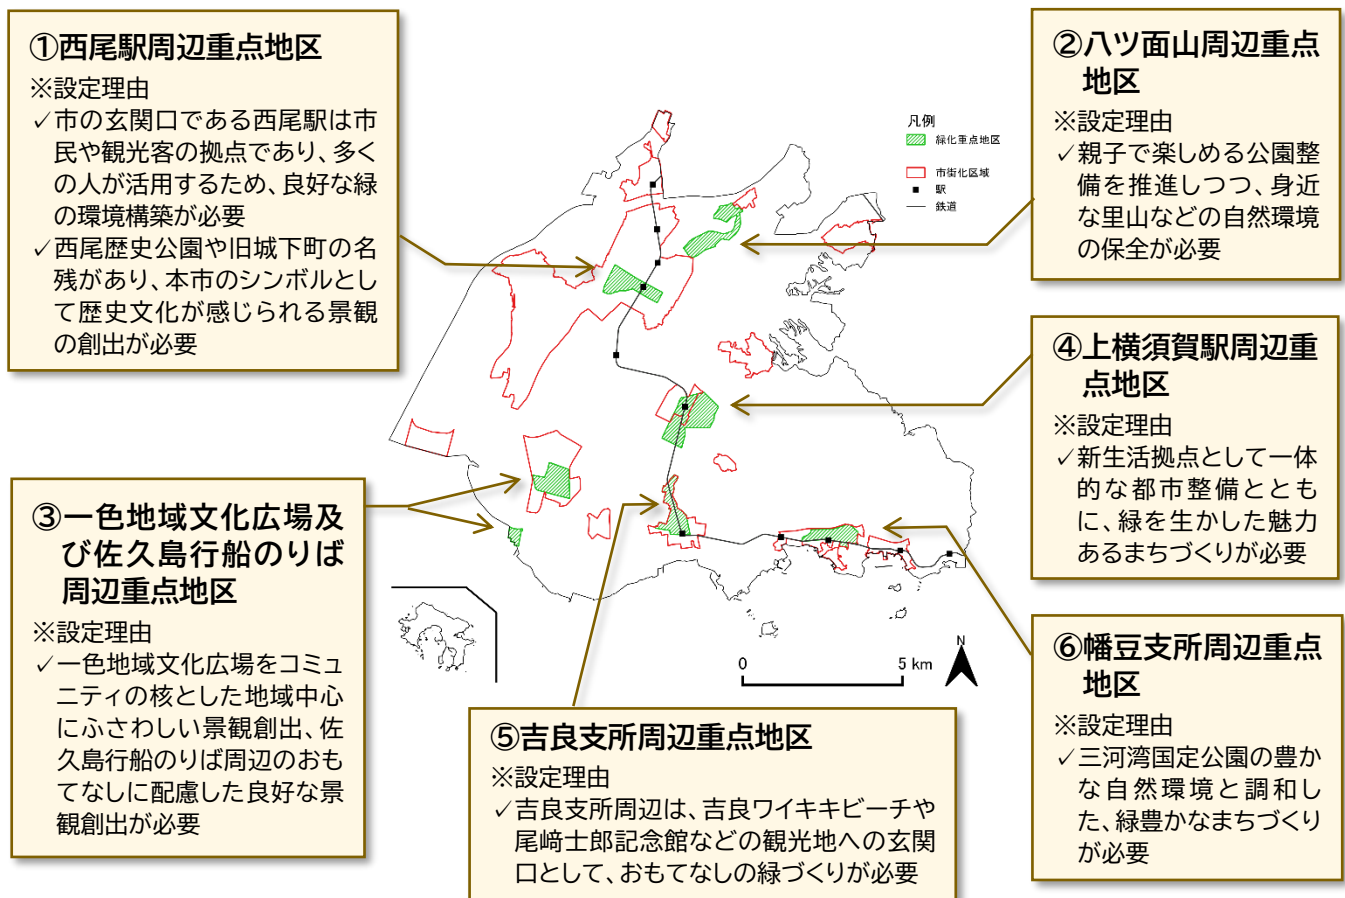 ①西尾駅周辺重点地区
※設定理由
✓市の玄関口である西尾駅は市
民や観光客の拠点であり、多く
の人が活用するため、良好な緑
の環境構築が必要
✓西尾歴史公園や旧城下町の名
残があり、本市のシンボルとし
て歴史文化が感じられる景観
の創出が必要
②八ツ面山周辺重点
地区
※設定理由
✓親子で楽しめる公園整
備を推進しつつ、身近
な里山などの自然環境
の保全が必要
凡例
緑化重点地区
市街化区域
駅
鉄道
④上横須賀駅周辺重
点地区
※設定理由
✓新生活拠点として一体
的な都市整備ととも
に、緑を生かした魅力
あるまちづくりが必要
③一色地域文化広場及
び佐久島行船のりば
周辺重点地区
※設定理由
✓一色地域文化広場をコミュ
ニティの核とした地域中心
にふさわしい景観創出、佐
久島行船のりば周辺のおも
てなしに配慮した良好な景
観創出が必要
0
5 km
N
⑤吉良支所周辺重点地区
※設定理由
✓吉良支所周辺は、吉良ワイキキビーチや
尾﨑士郎記念館などの観光地への玄関
口として、おもてなしの緑づくりが必要
⑥幡豆支所周辺重点
地区
※設定理由
✓三河湾国定公園の豊か
な自然環境と調和し
た、緑豊かなまちづくり
が必要